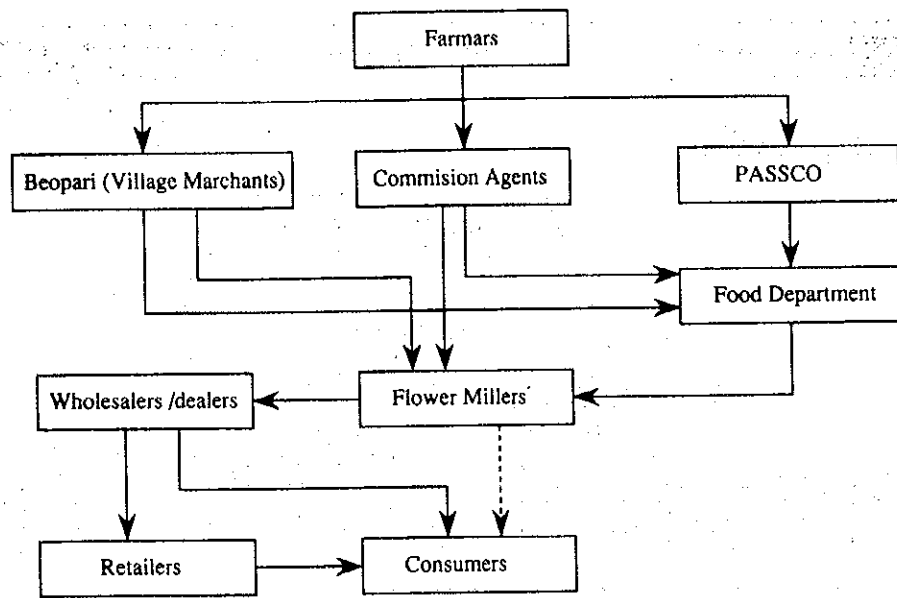 Farmars
Beopari (Village Marchants)
Commision Agents
PASSCO
Food Department
Wholesalers /dealers
Flower Millers
Retailers
Consumers